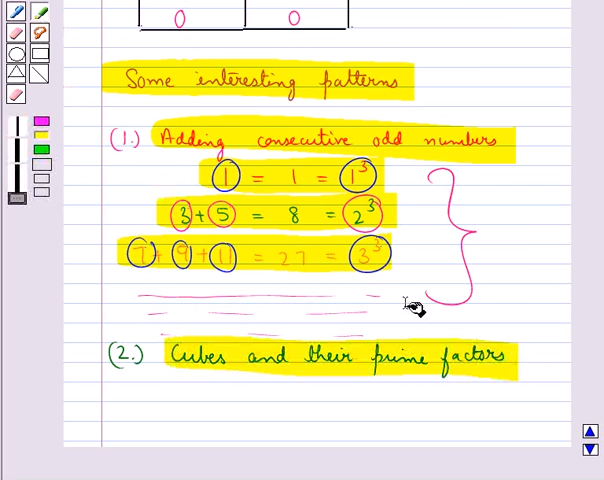 0 0
Some interesting patterns
(1.) Adding consecutive odd numbers
1 = 1 = 1³
3 + 5 = 8 = 2³
7 + 9 + 11 = 27 = 3³
(2.) Cubes and their prime factors